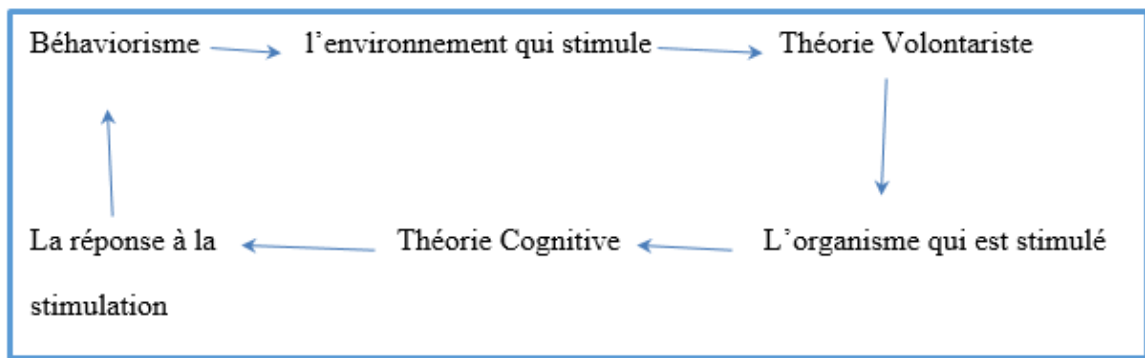 Béhaviorisme l’environnement qui stimule Théorie Volontariste
La réponse à la Théorie Cognitive L’organisme qui est stimulé
stimulation